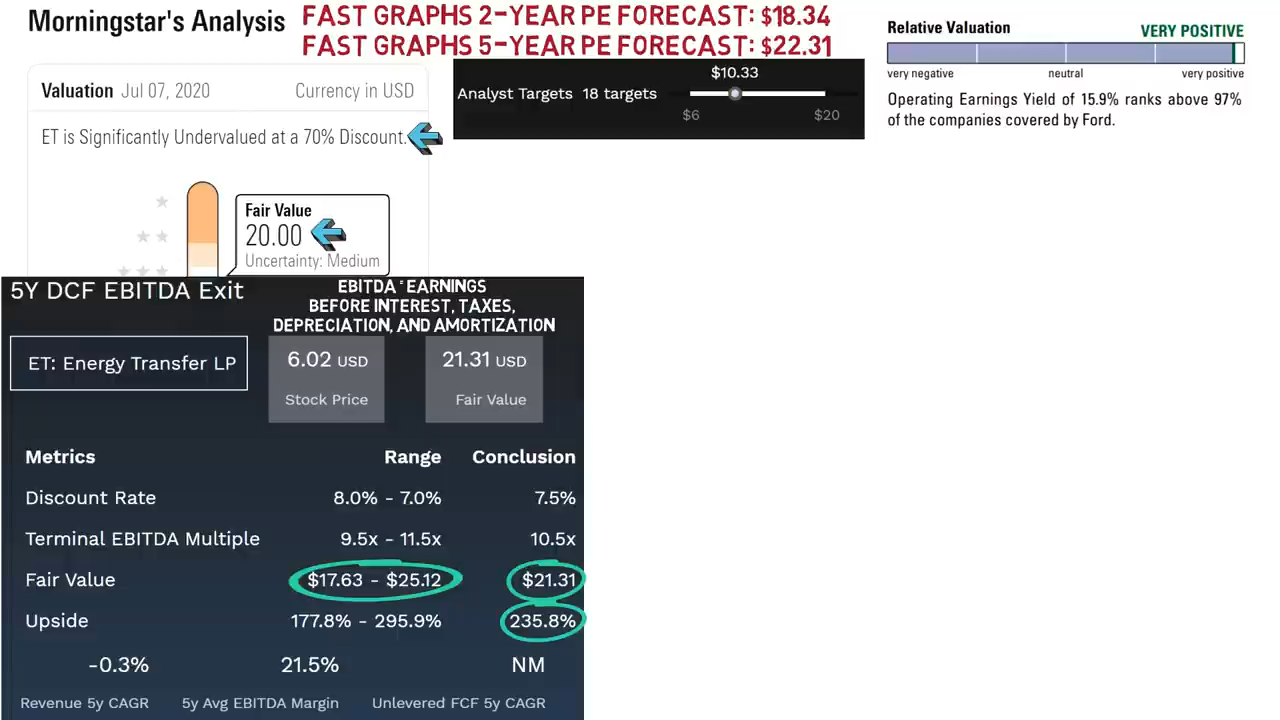 Morningstar's Analysis
FAST GRAPHS 2-YEAR PE FORECAST: $18.34
FAST GRAPHS 5-YEAR PE FORECAST: $22.31
Valuation Jul 07, 2020 Currency in USD
ET is Significantly Undervalued at a 70% Discount.
Fair Value
20.00
Uncertainty: Medium
$10.33
Analyst Targets 18 targets
$6 $20
Relative Valuation VERY POSITIVE
very negative neutral very positive
Operating Earnings Yield of 15.9% ranks above 97%
of the companies covered by Ford.
5Y DCF EBITDA Exit
EBITDA = EARNINGS
BEFORE INTEREST, TAXES,
DEPRECIATION, AND AMORTIZATION
ET: Energy Transfer LP
6.02 USD
Stock Price
21.31 USD
Fair Value
Metrics Range Conclusion
Discount Rate 8.0% - 7.0% 7.5%
Terminal EBITDA Multiple 9.5x - 11.5x 10.5x
Fair Value $17.63 - $25.12 $21.31
Upside 177.8% - 295.9% 235.8%
-0.3% 21.5% NM
Revenue 5y CAGR 5y Avg EBITDA Margin Unlevered FCF 5y CAGR